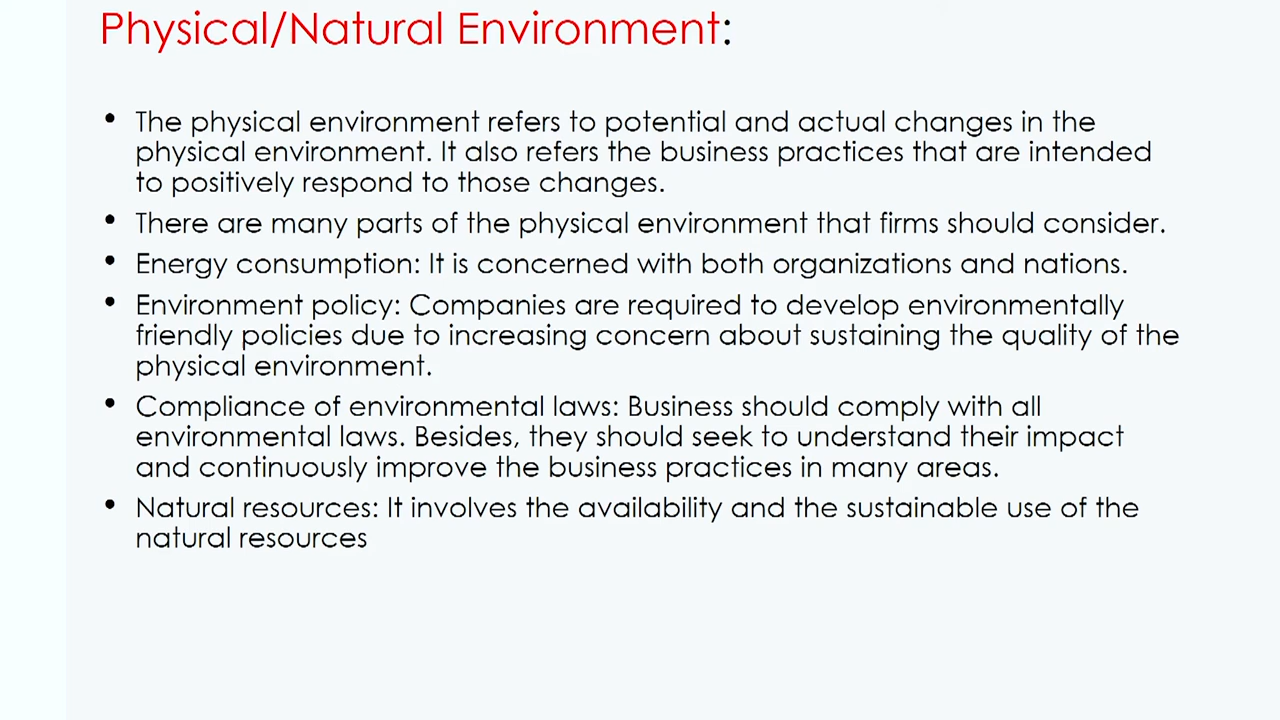 Physical/Natural Environment:
• The physical environment refers to potential and actual changes in the
physical environment. It also refers the business practices that are intended
to positively respond to those changes.
• There are many parts of the physical environment that firms should consider.
• Energy consumption: It is concerned with both organizations and nations.
• Environment policy: Companies are required to develop environmentally
friendly policies due to increasing concern about sustaining the quality of the
physical environment.
• Compliance of environmental laws: Business should comply with all
environmental laws. Besides, they should seek to understand their impact
and continuously improve the business practices in many areas.
• Natural resources: It involves the availability and the sustainable use of the
natural resources